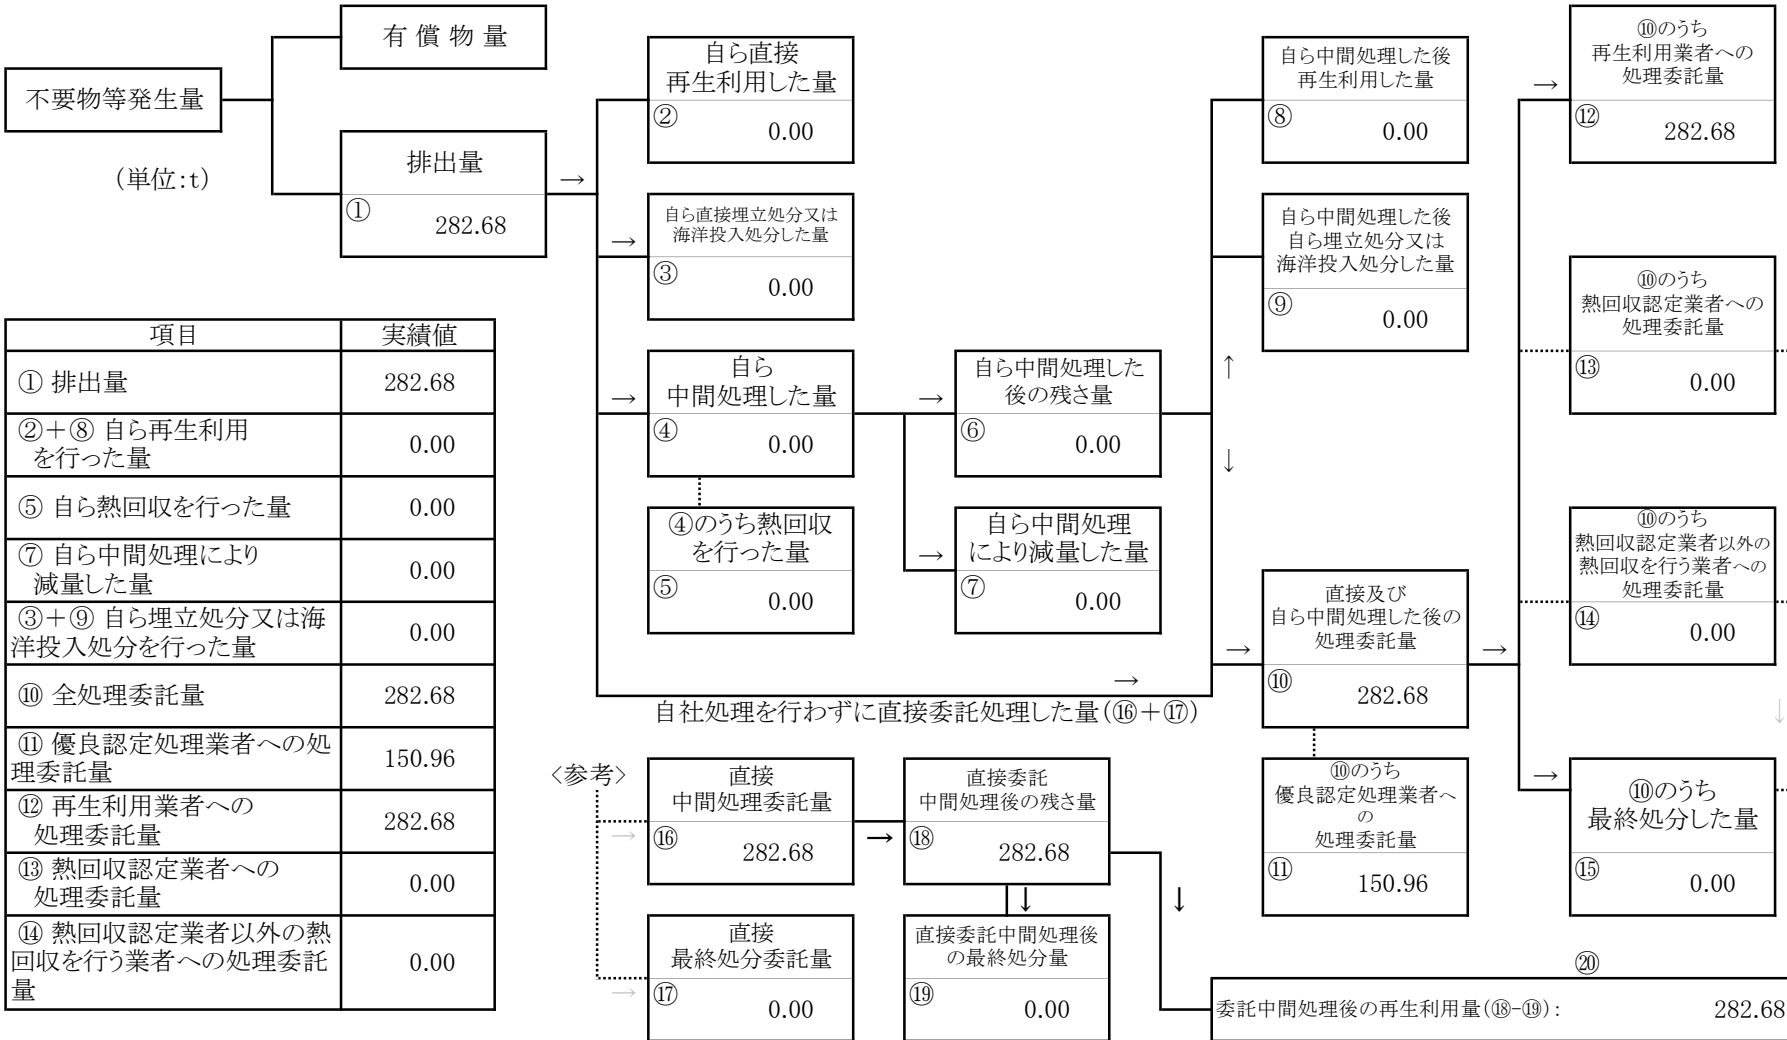 不要物等発生量
有 償 物 量
(単位:t)
排出量
①
282.68
→
自ら直接
再生利用した量
②
0.00
→
自ら直接埋立処分又は
海洋投入処分した量
③
0.00
→
自ら
中間処理した量
④
0.00
④のうち熱回収
を行った量
⑤
0.00
→
自ら中間処理した
後の残さ量
⑥
0.00
→
自ら中間処理
により減量した量
⑦
0.00
↑
↓
自ら中間処理した後
再生利用した量
⑧
0.00
自ら中間処理した後
自ら埋立処分又は
海洋投入処分した量
⑨
0.00
→
直接及び
自ら中間処理した後の
処理委託量
⑩
282.68
→
⑩のうち
優良認定処理業者へ
の
処理委託量
⑪
150.96
→
⑩のうち
再生利用業者への
処理委託量
⑫
282.68
⑩のうち
熱回収認定業者への
処理委託量
⑬
0.00
⑩のうち
熱回収認定業者以外の
熱回収を行う業者への
処理委託量
⑭
0.00
↓
→
⑩のうち
最終処分した量
⑮
0.00
→
自社処理を行わずに直接委託処理した量(⑯+⑰)
<参考>
→
直接
中間処理委託量
⑯
282.68
→
直接委託
中間処理後の残さ量
⑱
282.68
↓
↓
→
直接
最終処分委託量
⑰
0.00
直接委託中間処理後
の最終処分量
⑲
0.00
⑳
委託中間処理後の再生利用量(⑱-⑲): 282.68
項目 実績値
① 排出量 282.68
②+⑧ 自ら再生利用
を行った量 0.00
⑤ 自ら熱回収を行った量 0.00
⑦ 自ら中間処理により
減量した量 0.00
③+⑨ 自ら埋立処分又は海
洋投入処分を行った量 0.00
⑩ 全処理委託量 282.68
⑪ 優良認定処理業者への処
理委託量 150.96
⑫ 再生利用業者への
処理委託量 282.68
⑬ 熱回収認定業者への
処理委託量 0.00
⑭ 熱回収認定業者以外の熱
回収を行う業者への処理委託
量 0.00